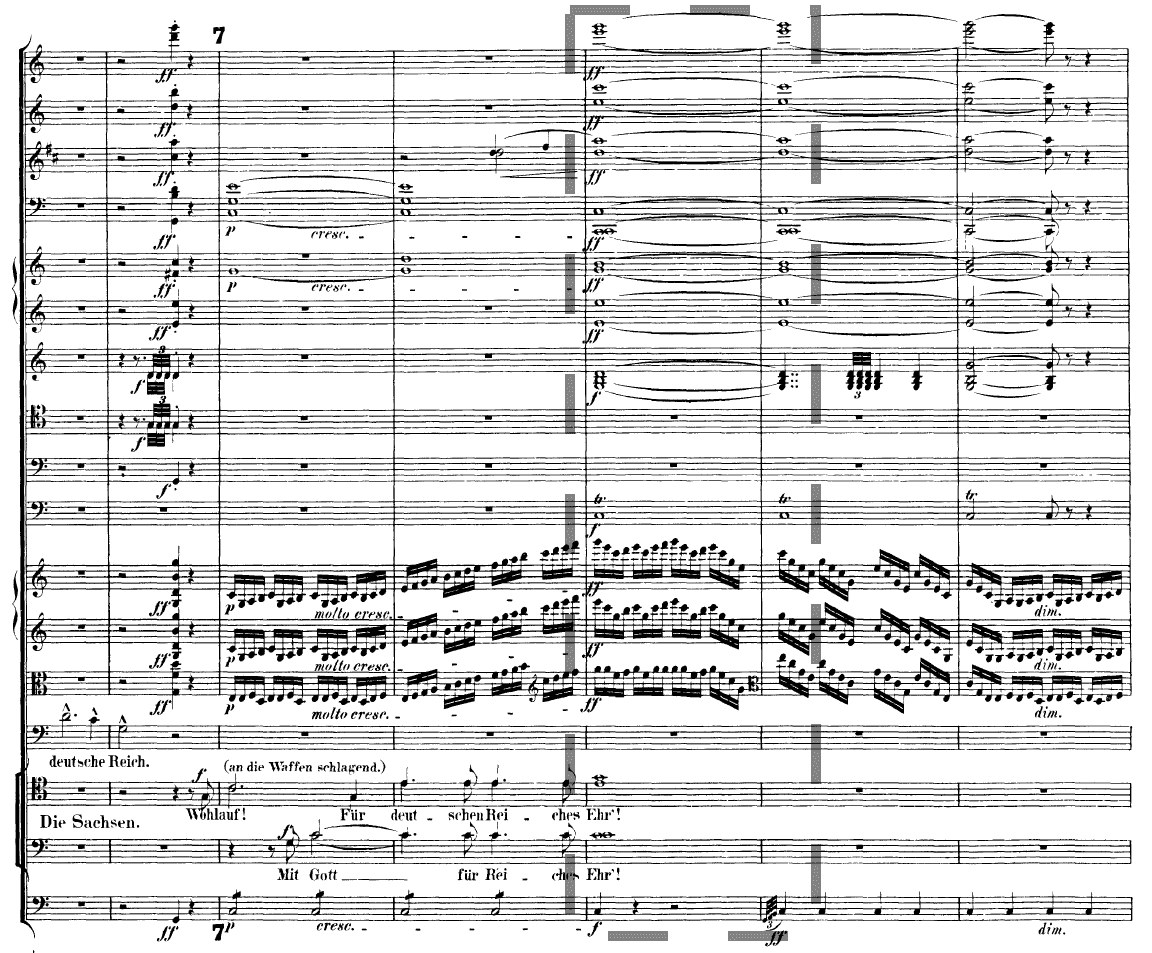 7
ff
ff
ff
ff
ff
p cresc.
ff
ff
p cresc.
ff
ff
ff
3
f
f
3
3
f
f
tr. tr. tr.
f
ff
p molto cresc.
ff
dim.
ff
p molto cresc.
ff
dim.
ff
p molto cresc.
ff
dim.
deutsche Reich.
(an die Waffen schlagend.)
f
Wohlauf! Für deut - schen Rei - ches Ehr'!
Die Sachsen.
f
Mit Gott für Rei - ches Ehr'!
ff
p cresc.
f
3
ff
dim.
7